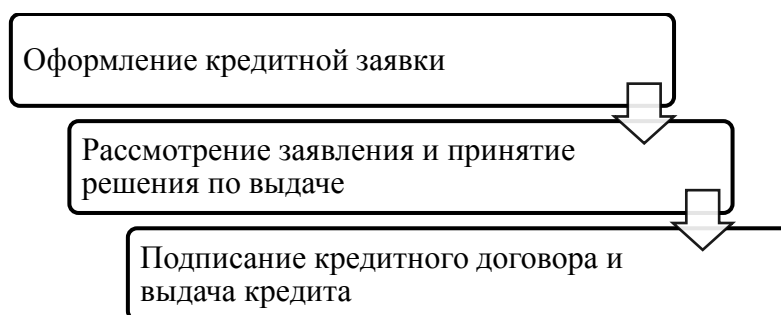 Оформление кредитной заявки
Рассмотрение заявления и принятие
решения по выдаче
Подписание кредитного договора и
выдача кредита